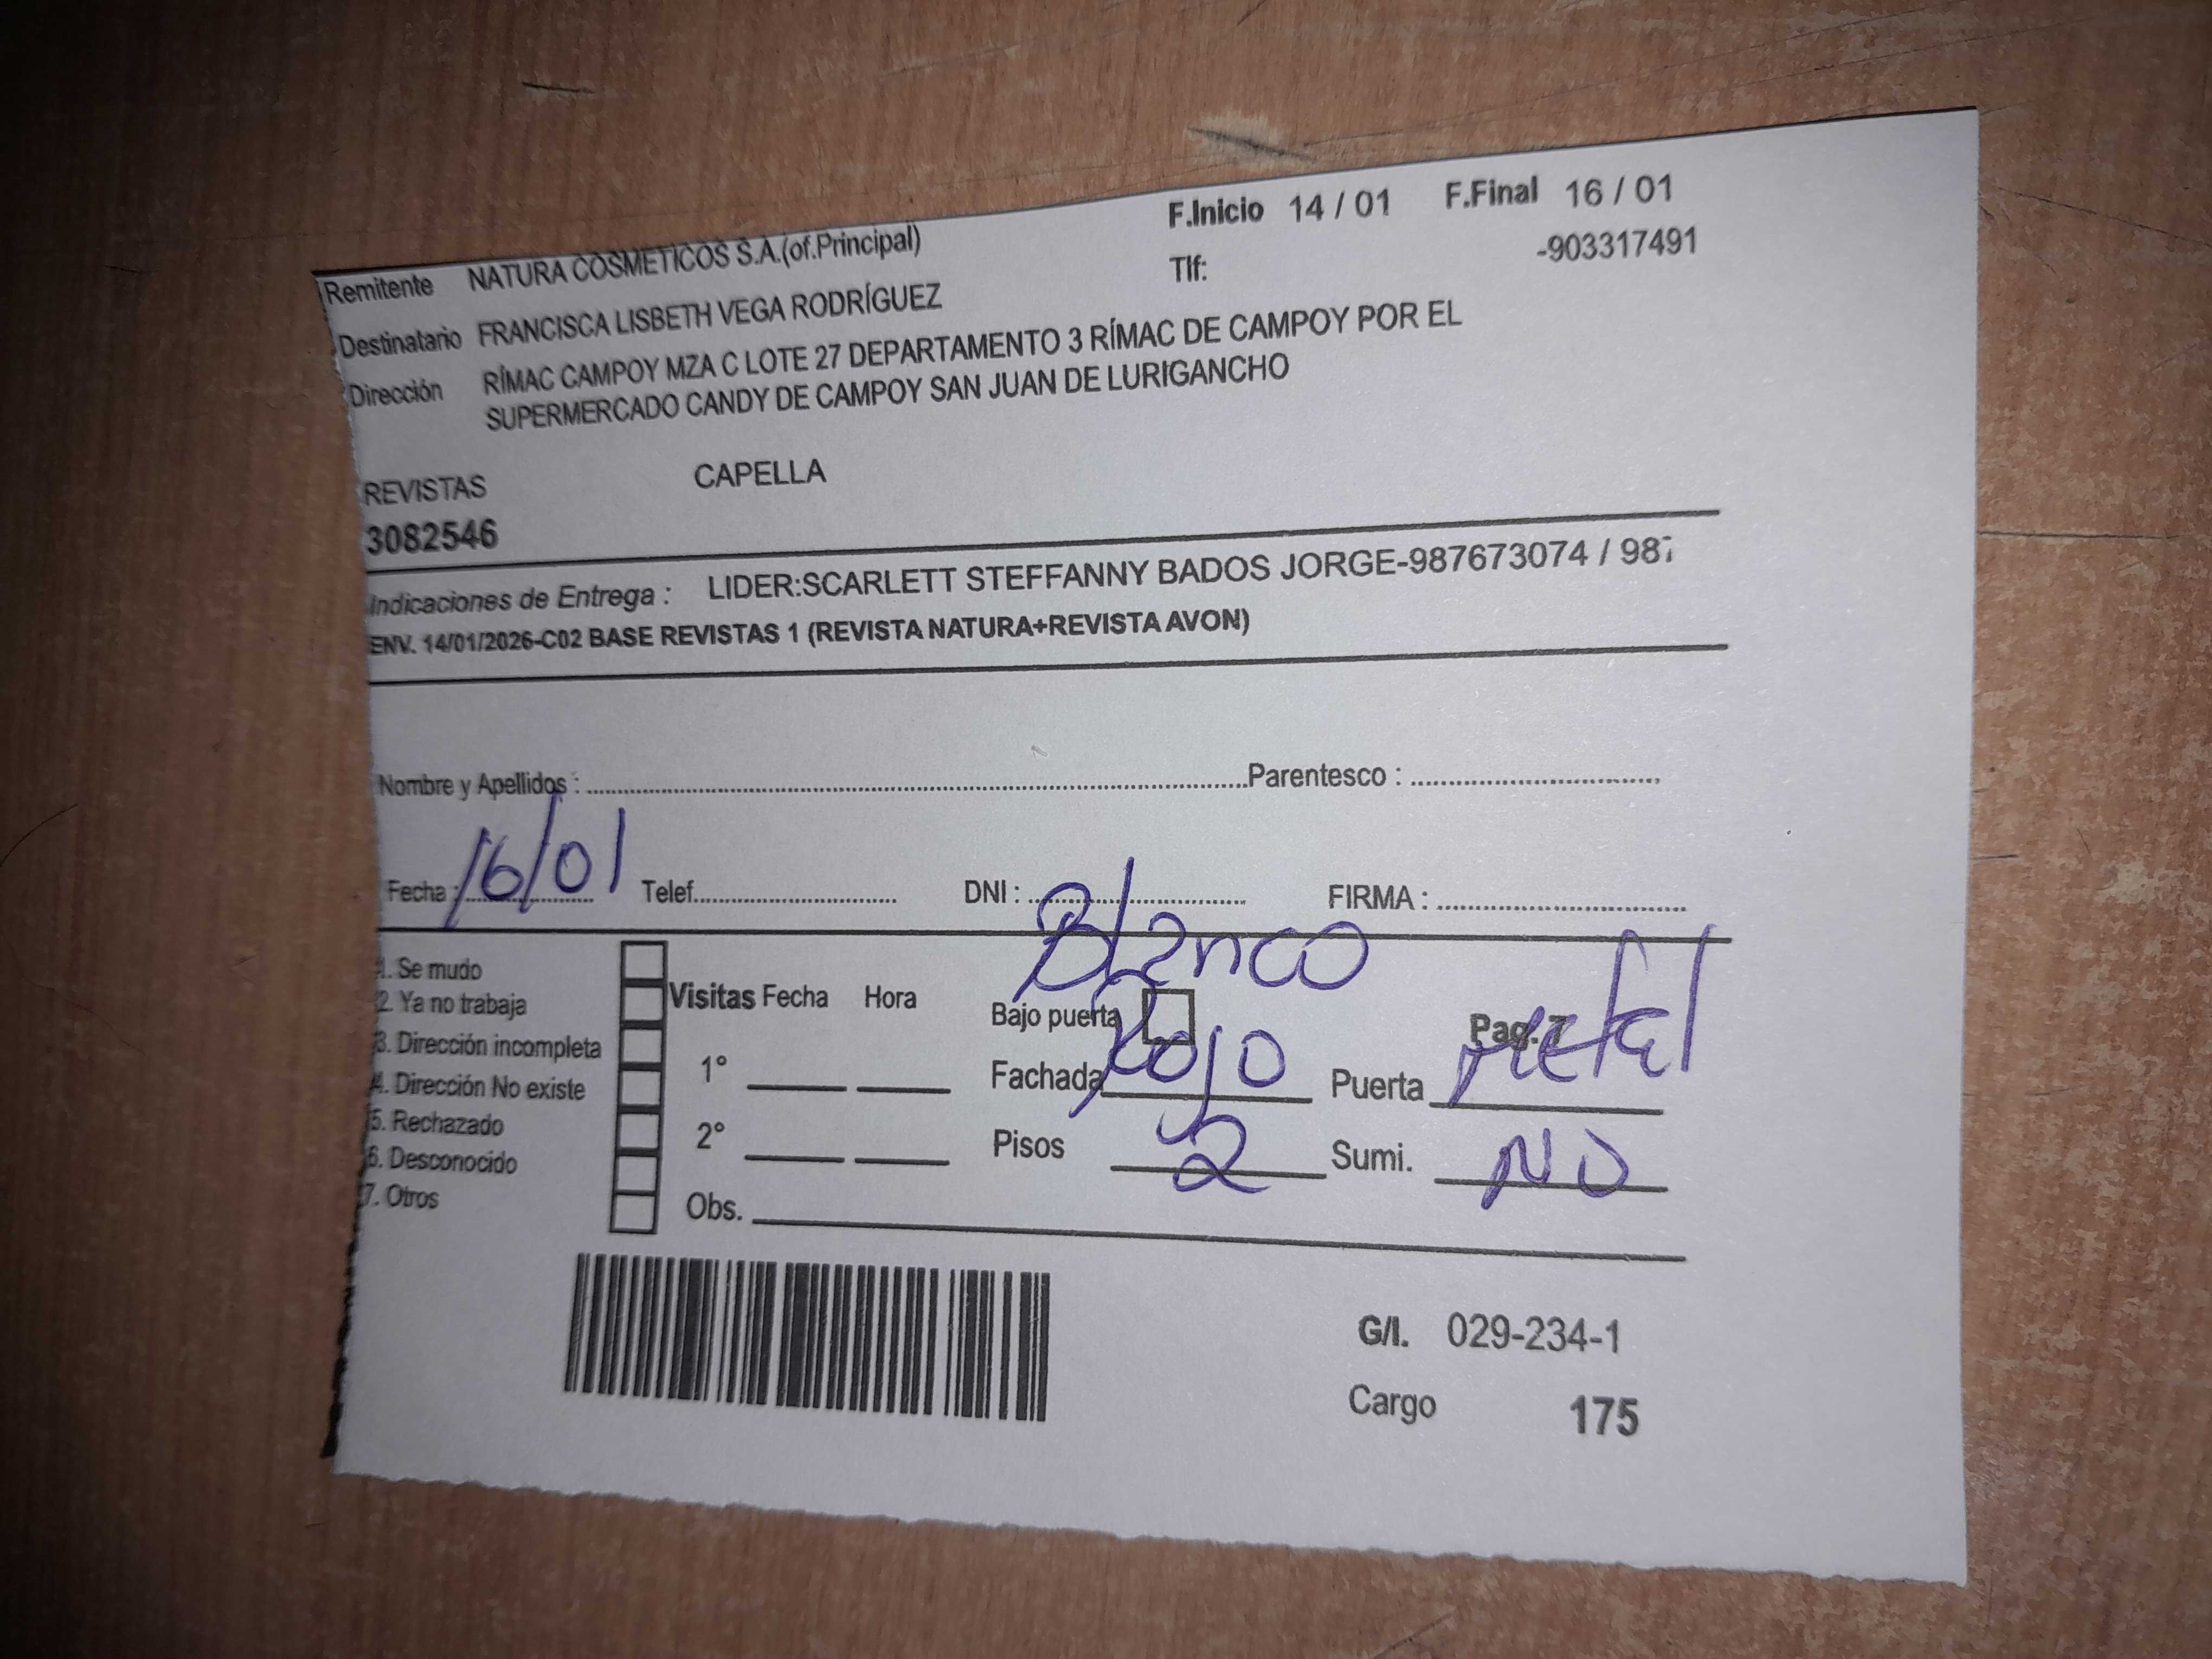 F.Inicio 14 / 01 F.Final 16 / 01
Remitente NATURA COSMETICOS S.A.(of.Principal)
Tlf: -903317491
Destinatario FRANCISCA LISBETH VEGA RODRÍGUEZ
Dirección RÍMAC CAMPOY MZA C LOTE 27 DEPARTAMENTO 3 RÍMAC DE CAMPOY POR EL
SUPERMERCADO CANDY DE CAMPOY SAN JUAN DE LURIGANCHO
REVISTAS CAPELLA
3082546
Indicaciones de Entrega : LIDER:SCARLETT STEFFANNY BADOS JORGE-987673074 / 987
ENV. 14/01/2026-C02 BASE REVISTAS 1 (REVISTA NATURA+REVISTA AVON)
Nombre y Apellidos : Parentesco :
Fecha : 16/01 Telef. DNI : FIRMA :
Blanco
1. Se mudo
2. Ya no trabaja
3. Dirección incompleta
4. Dirección No existe
5. Rechazado
6. Desconocido
7. Otros
Visitas Fecha Hora
1°
2°
Obs.
Bajo puerta Pag. 7
Fachada Rojo Puerta metal
Pisos 2 Sumi. NO
G/I. 029-234-1
Cargo 175